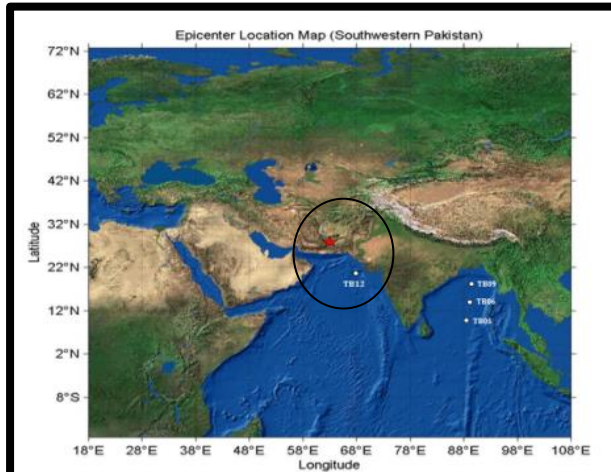 Epicenter Location Map (Southwestern Pakistan)
72°N
62°N
52°N
42°N
32°N
22°N
12°N
2°N
8°S
Latitude
TB12
TB09
TB06
TB05
18°E 28°E 38°E 48°E 58°E 68°E 78°E 88°E 98°E 108°E
Longitude